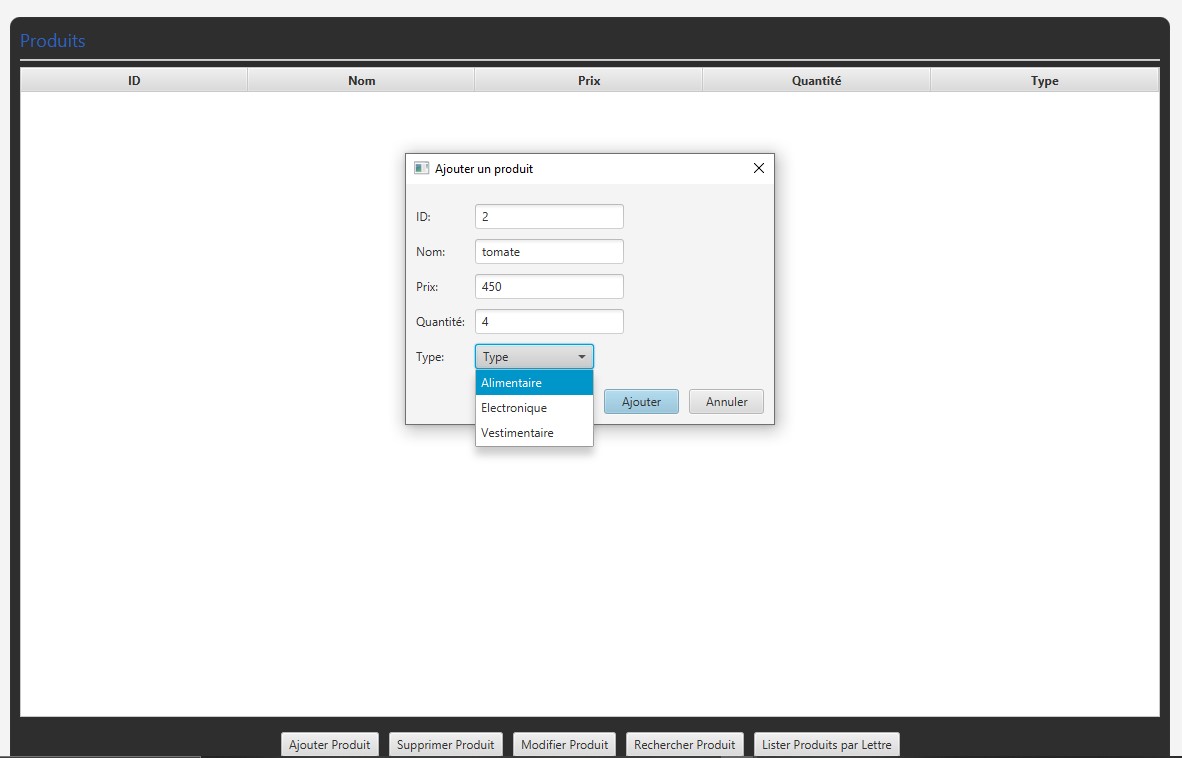 Produits
ID Nom Prix Quantité Type
Ajouter un produit
ID: 2
Nom: tomate
Prix: 450
Quantité: 4
Type: Type
Alimentaire
Electronique
Vestimentaire
Ajouter Annuler
Ajouter Produit Supprimer Produit Modifier Produit Rechercher Produit Lister Produits par Lettre